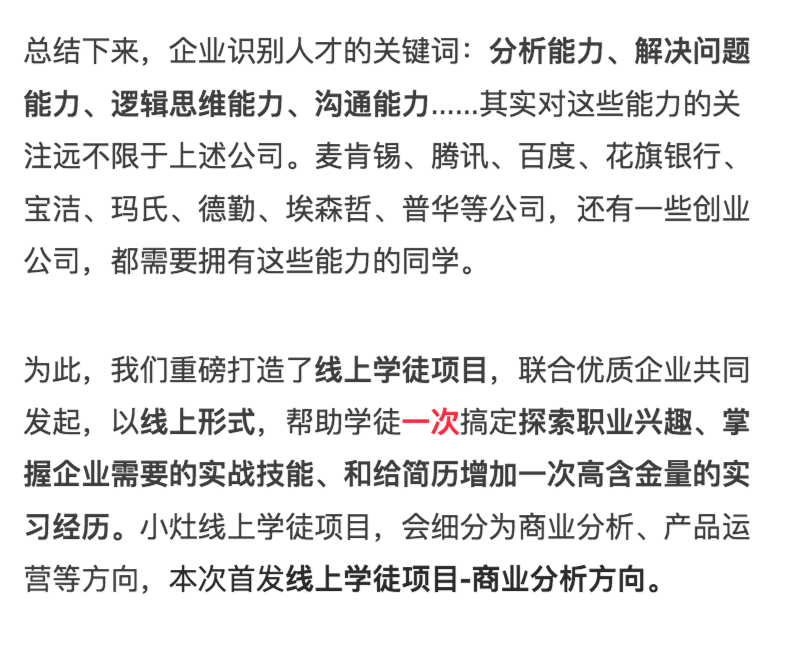 总结下来，企业识别人才的关键词：分析能力、解决问题
能力、逻辑思维能力、沟通能力......其实对这些能力的关
注远不限于上述公司。麦肯锡、腾讯、百度、花旗银行、
宝洁、玛氏、德勤、埃森哲、普华等公司，还有一些创业
公司，都需要拥有这些能力的同学。
为此，我们重磅打造了线上学徒项目，联合优质企业共同
发起，以线上形式，帮助学徒一次搞定探索职业兴趣、掌
握企业需要的实战技能、和给简历增加一次高含金量的实
习经历。小灶线上学徒项目，会细分为商业分析、产品运
营等方向，本次首发线上学徒项目-商业分析方向。